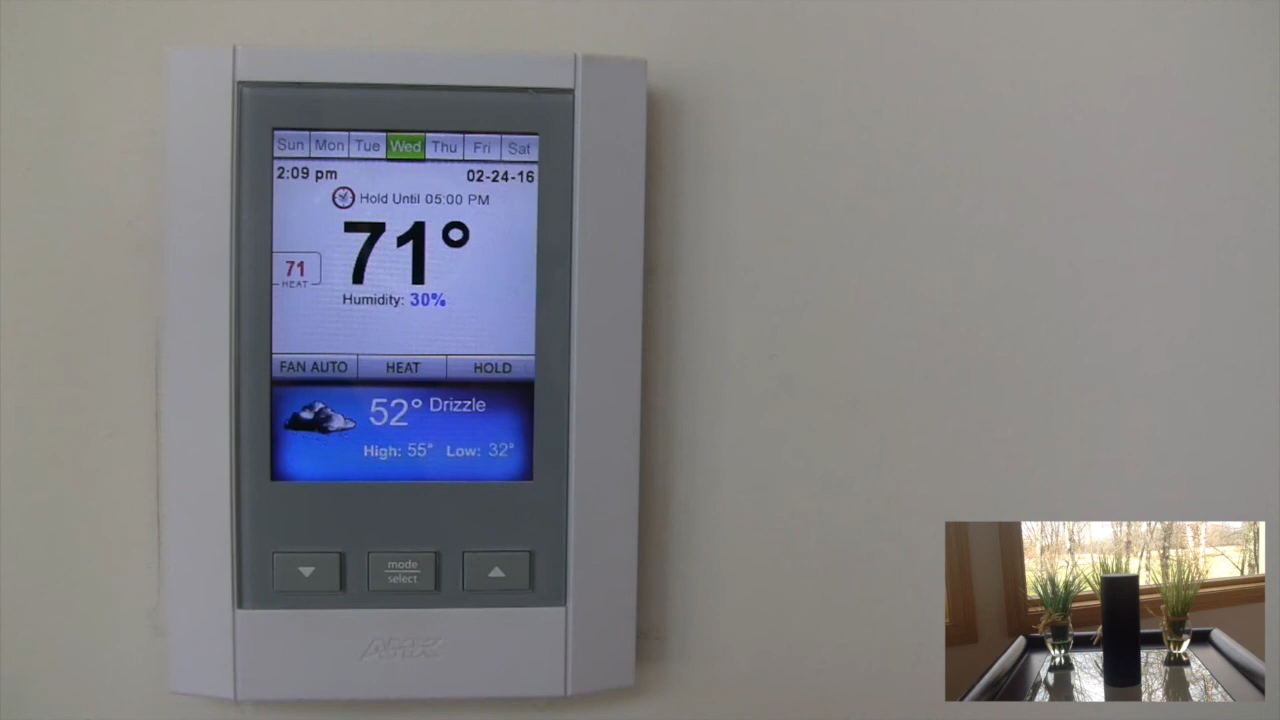 Sun Mon Tue Wed Thu Fri Sat
2:09 pm 02-24-16
Hold Until 05:00 PM
71°
71
HEAT
Humidity: 30%
FAN AUTO HEAT HOLD
52° Drizzle
High: 55° Low: 32°
mode
select
AMX